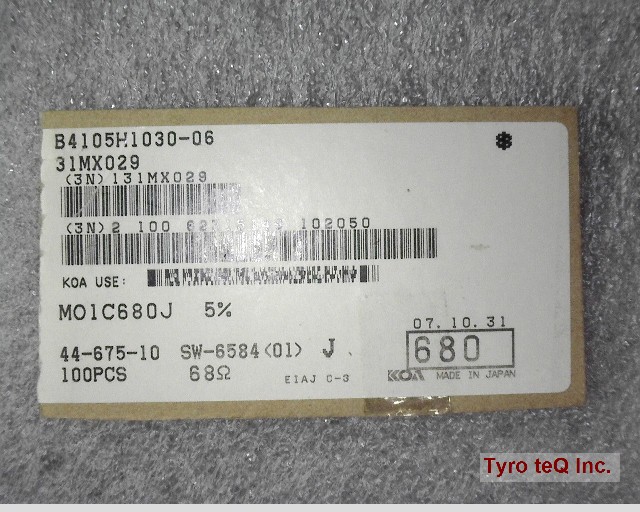 B4105H1030-06
31MX029
(3N)131MX029
(3N)2 100 102050
KOA USE:
MO1C680J 5%
07.10.31
44-675-10 SW-6584(01) J
680
100PCS 68Ω EIAJ C-3 KOA MADE IN JAPAN
Tyro teQ Inc.